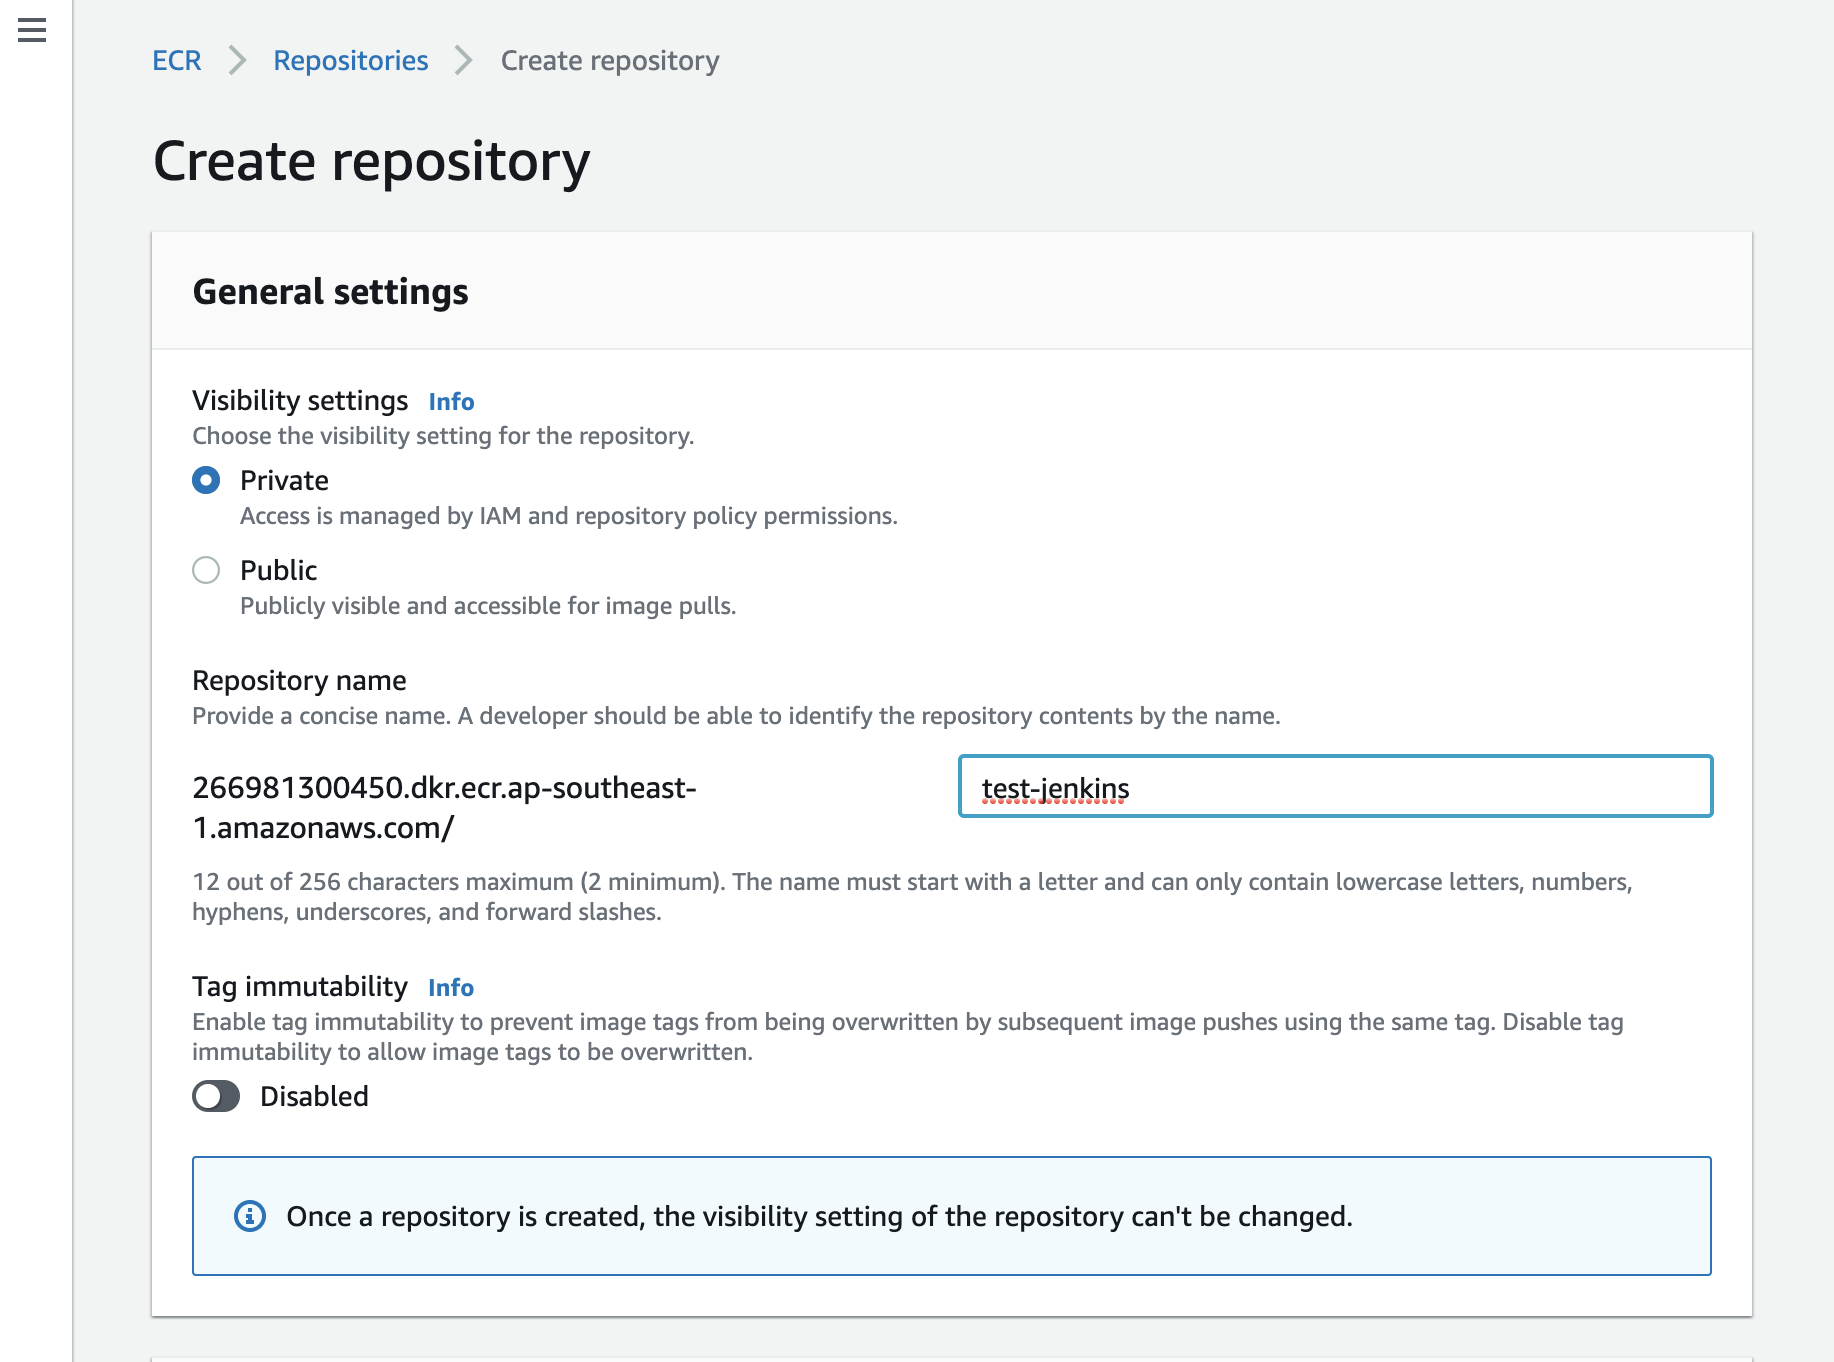 ECR Repositories Create repository
Create repository
General settings
Visibility settings Info
Choose the visibility setting for the repository.
Private
Access is managed by IAM and repository policy permissions.
Public
Publicly visible and accessible for image pulls.
Repository name
Provide a concise name. A developer should be able to identify the repository contents by the name.
266981300450.dkr.ecr.ap-southeast-
1.amazonaws.com/
test-jenkins
12 out of 256 characters maximum (2 minimum). The name must start with a letter and can only contain lowercase letters, numbers,
hyphens, underscores, and forward slashes.
Tag immutability Info
Enable tag immutability to prevent image tags from being overwritten by subsequent image pushes using the same tag. Disable tag
immutability to allow image tags to be overwritten.
Disabled
Once a repository is created, the visibility setting of the repository can't be changed.